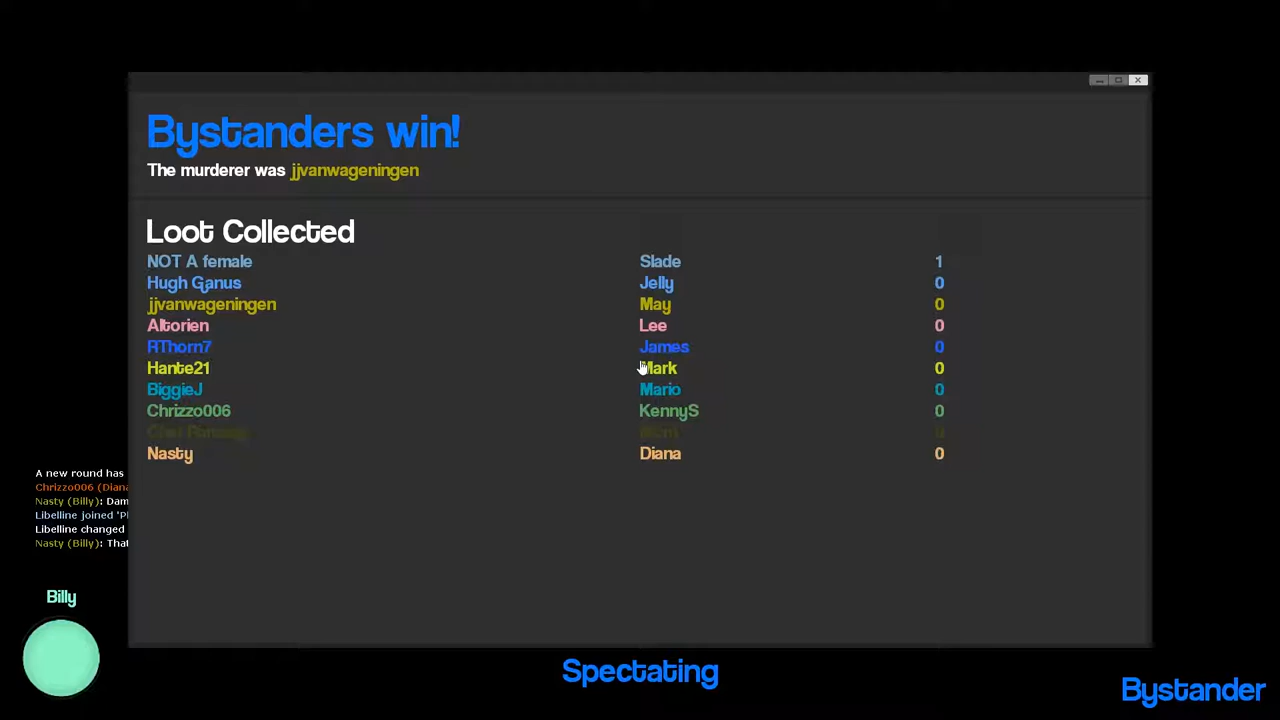 Bystanders win!
The murderer was jjvanwageningen
Loot Collected
NOT A female Slade 1
Hugh Ganus Jelly 0
jjvanwageningen May 0
Altorien Lee 0
RThorn7 James 0
Hante21 Mark 0
BiggieJ Mario 0
Chrizzo006 KennyS 0
0
Nasty Diana 0
A new round has
Chrizzo006 (Diana
Nasty (Billy): Dam
Libelline joined 'Pl
Libelline changed
Nasty (Billy): That
Billy
Spectating
Bystander